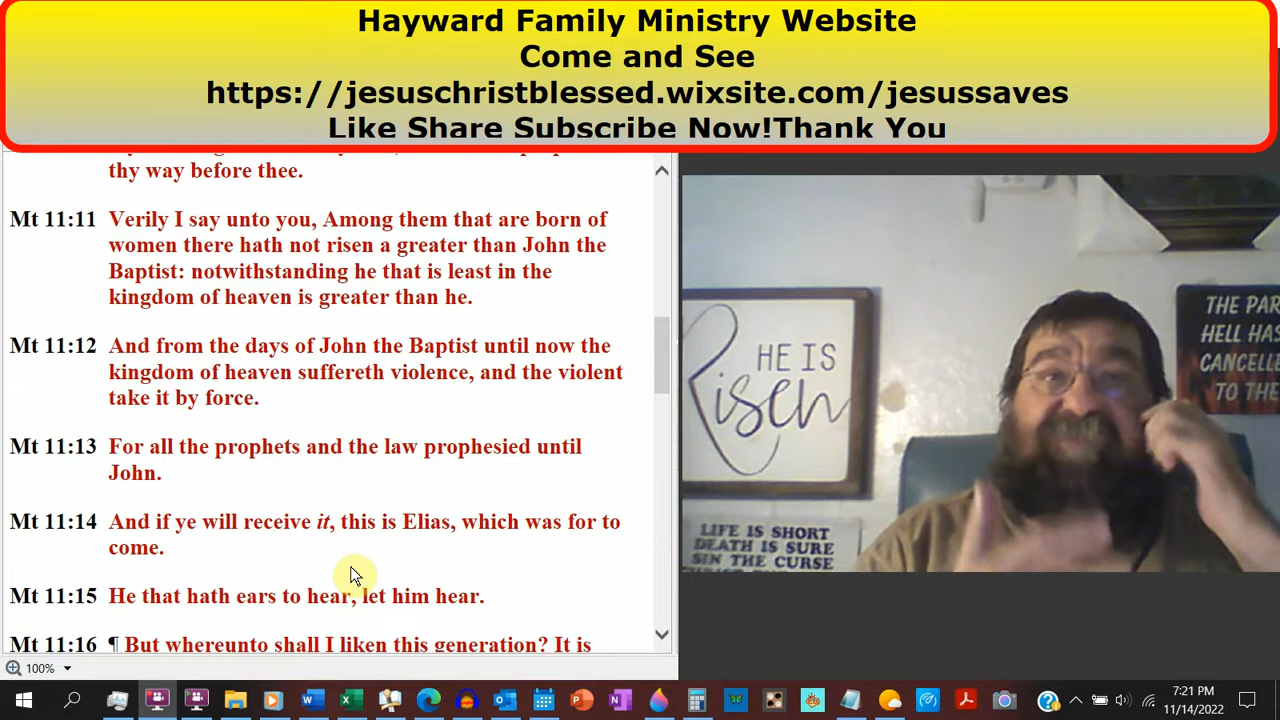 Hayward Family Ministry Website
Come and See
https://jesuschristblessed.wixsite.com/jesussaves
Like Share Subscribe Now!Thank You
thy way before thee.
Mt 11:11 Verily I say unto you, Among them that are born of
women there hath not risen a greater than John the
Baptist: notwithstanding he that is least in the
kingdom of heaven is greater than he.
Mt 11:12 And from the days of John the Baptist until now the
kingdom of heaven suffereth violence, and the violent
take it by force.
Mt 11:13 For all the prophets and the law prophesied until
John.
Mt 11:14 And if ye will receive it, this is Elias, which was for to
come.
Mt 11:15 He that hath ears to hear, let him hear.
Mt 11:16 ¶ But whereunto shall I liken this generation? It is
100%
HE IS
Risen
THE PAR
HELL HAS
CANCELLE
TO THE
LIFE IS SHORT
DEATH IS SURE
SIN THE CURSE
7:21 PM
11/14/2022